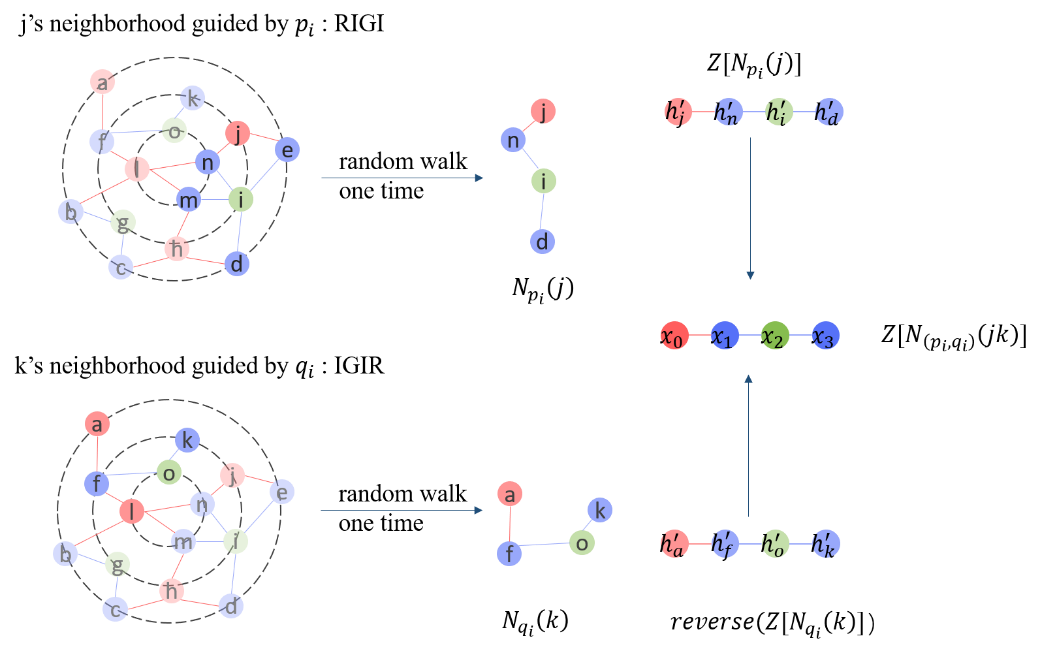 j's neighborhood guided by p_i : RIGI
a
k
f
o
j
e
l
n
m
i
b
g
h
c
d
random walk
one time
j
n
i
d
N_{p_i}(j)
Z[N_{p_i}(j)]
h'_j h'_n h'_i h'_d
x_0 x_1 x_2 x_3
Z[N_{(p_i,q_i)}(jk)]
k's neighborhood guided by q_i : IGIR
a
k
o
j
f
e
l
n
m
i
b
g
h
c
d
random walk
one time
a
k
f
o
N_{q_i}(k)
h'_a h'_f h'_o h'_k
reverse(Z[N_{q_i}(k)])